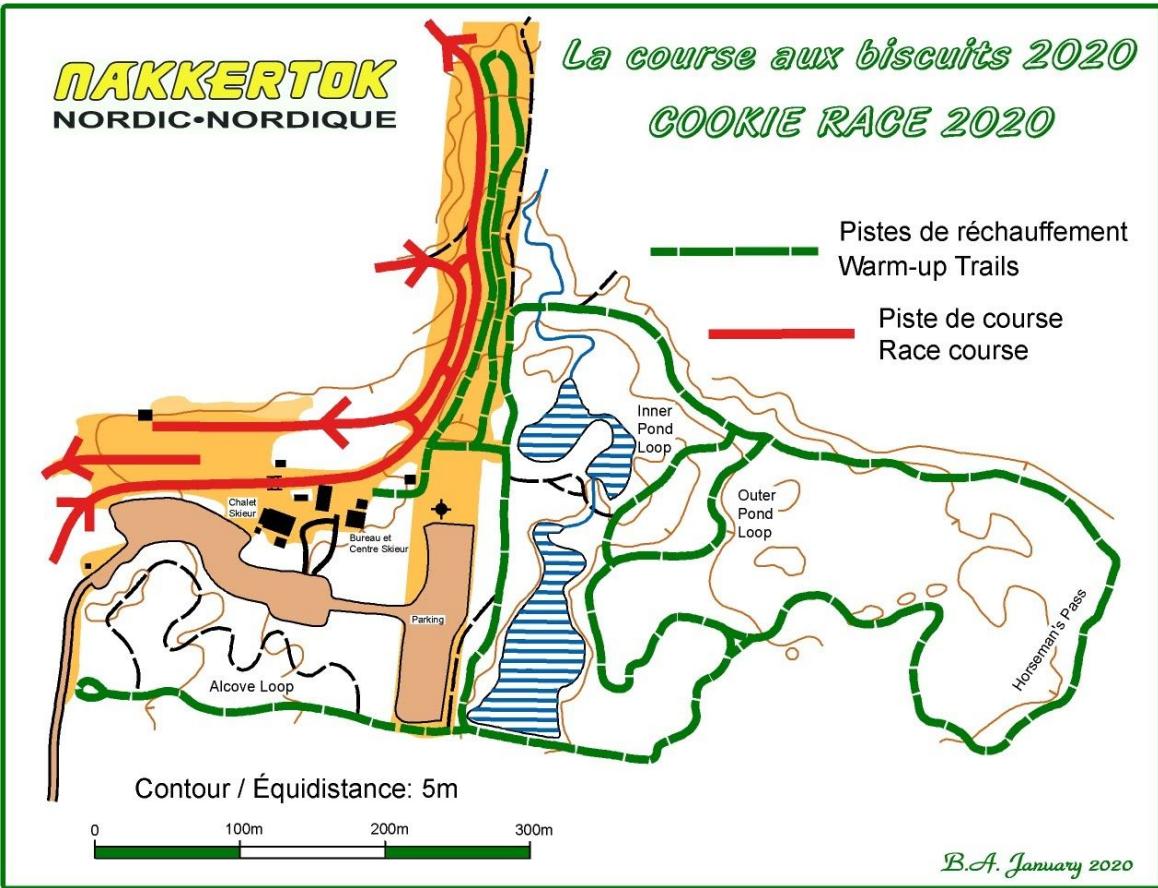 NAKKERTOK
NORDIC•NORDIQUE
La course aux biscuits 2020
COOKIE RACE 2020
Pistes de réchauffement
Warm-up Trails
Piste de course
Race course
Inner
Pond
Loop
Outer
Pond
Loop
Chalet
Skieur
Bureau et
Centre Skieur
Parking
Horseman's Pass
Alcove Loop
Contour / Équidistance: 5m
0 100m 200m 300m
B.A. January 2020